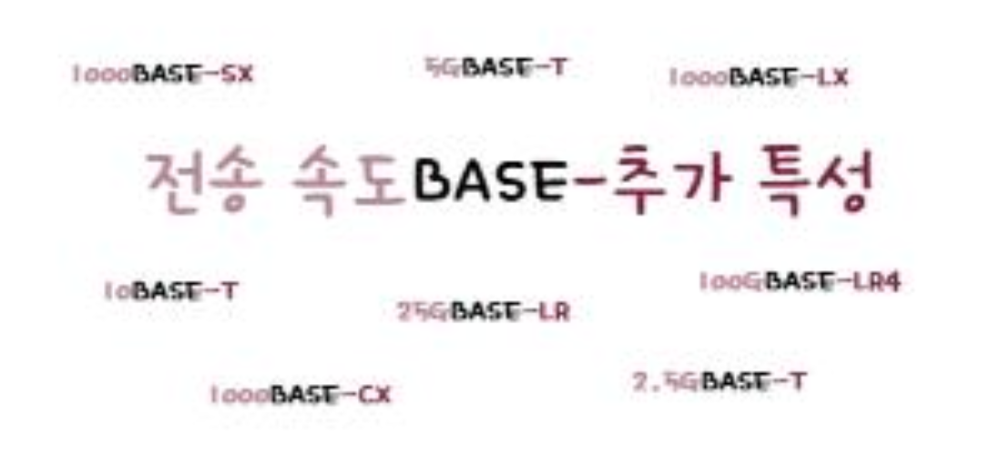 1000BASE-SX
5GBASE-T
1000BASE-LX
전송 속도BASE-추가 특성
10BASE-T
25GBASE-LR
100GBASE-LR4
1000BASE-CX
2.5GBASE-T